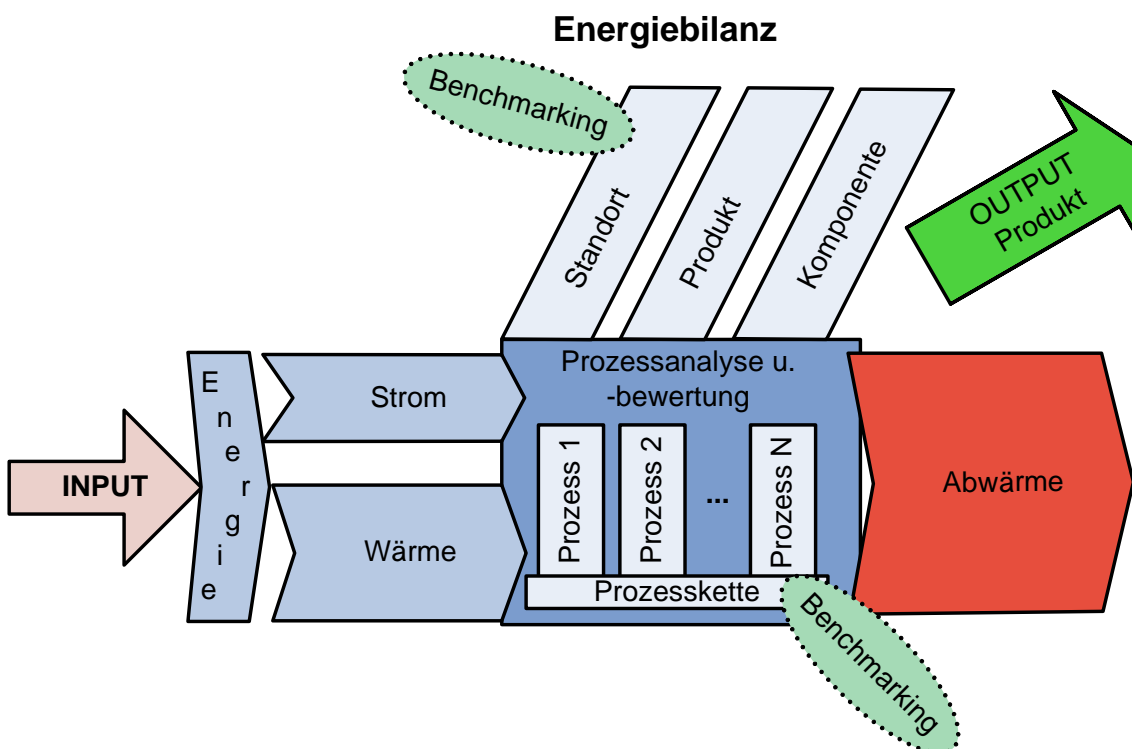 Energiebilanz
Benchmarking
Standort
Produkt
Komponente
OUTPUT
Produkt
INPUT
Energie
Strom
Wärme
Prozessanalyse u.
-bewertung
Prozess 1
Prozess 2
...
Prozess N
Prozesskette
Abwärme
Benchmarking